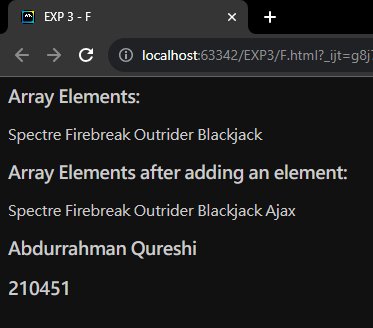 EXP 3 - F
localhost:63342/EXP3/F.html?_ijt=g8j
Array Elements:
Spectre Firebreak Outrider Blackjack
Array Elements after adding an element:
Spectre Firebreak Outrider Blackjack Ajax
Abdurrahman Qureshi
210451